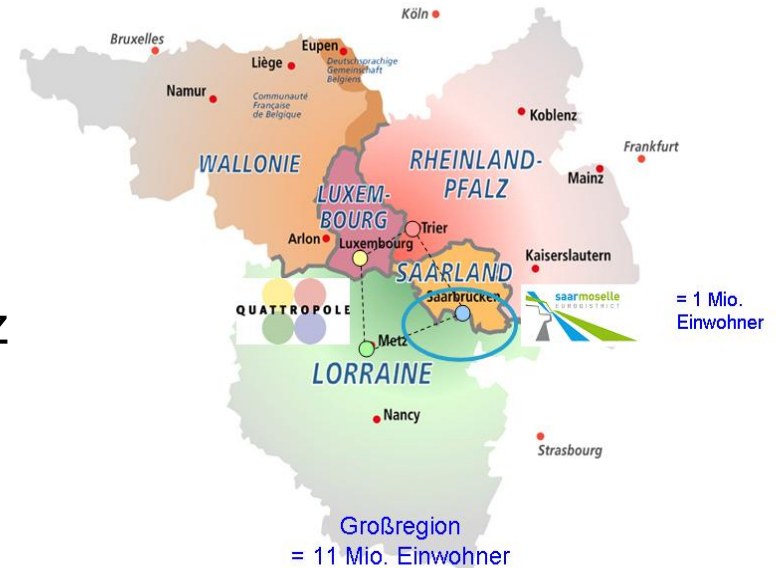 Köln
Bruxelles
Eupen
Liège
Deutschsprachige
Gemeinschaft
Belgiens
Namur
Communauté
Française
de Belgique
Koblenz
WALLONIE
RHEINLAND-
PFALZ
Frankfurt
Mainz
LUXEM-
BOURG
Trier
Arlon
Luxembourg
Kaiserslautern
SAARLAND
Saarbrücken
QUATTROPOLE
saarmoselle
EURODISTRICT
= 1 Mio.
Einwohner
z
Metz
LORRAINE
Nancy
Strasbourg
Großregion
= 11 Mio. Einwohner